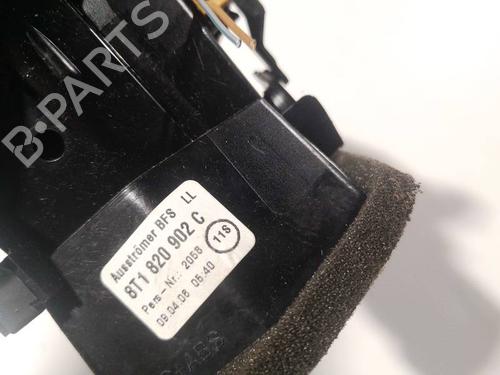 B-PARTS
Ausströmer BFS LL
8T1 820 902 C
Pers-Nr.: 2058
09.04.08 05:40
11S